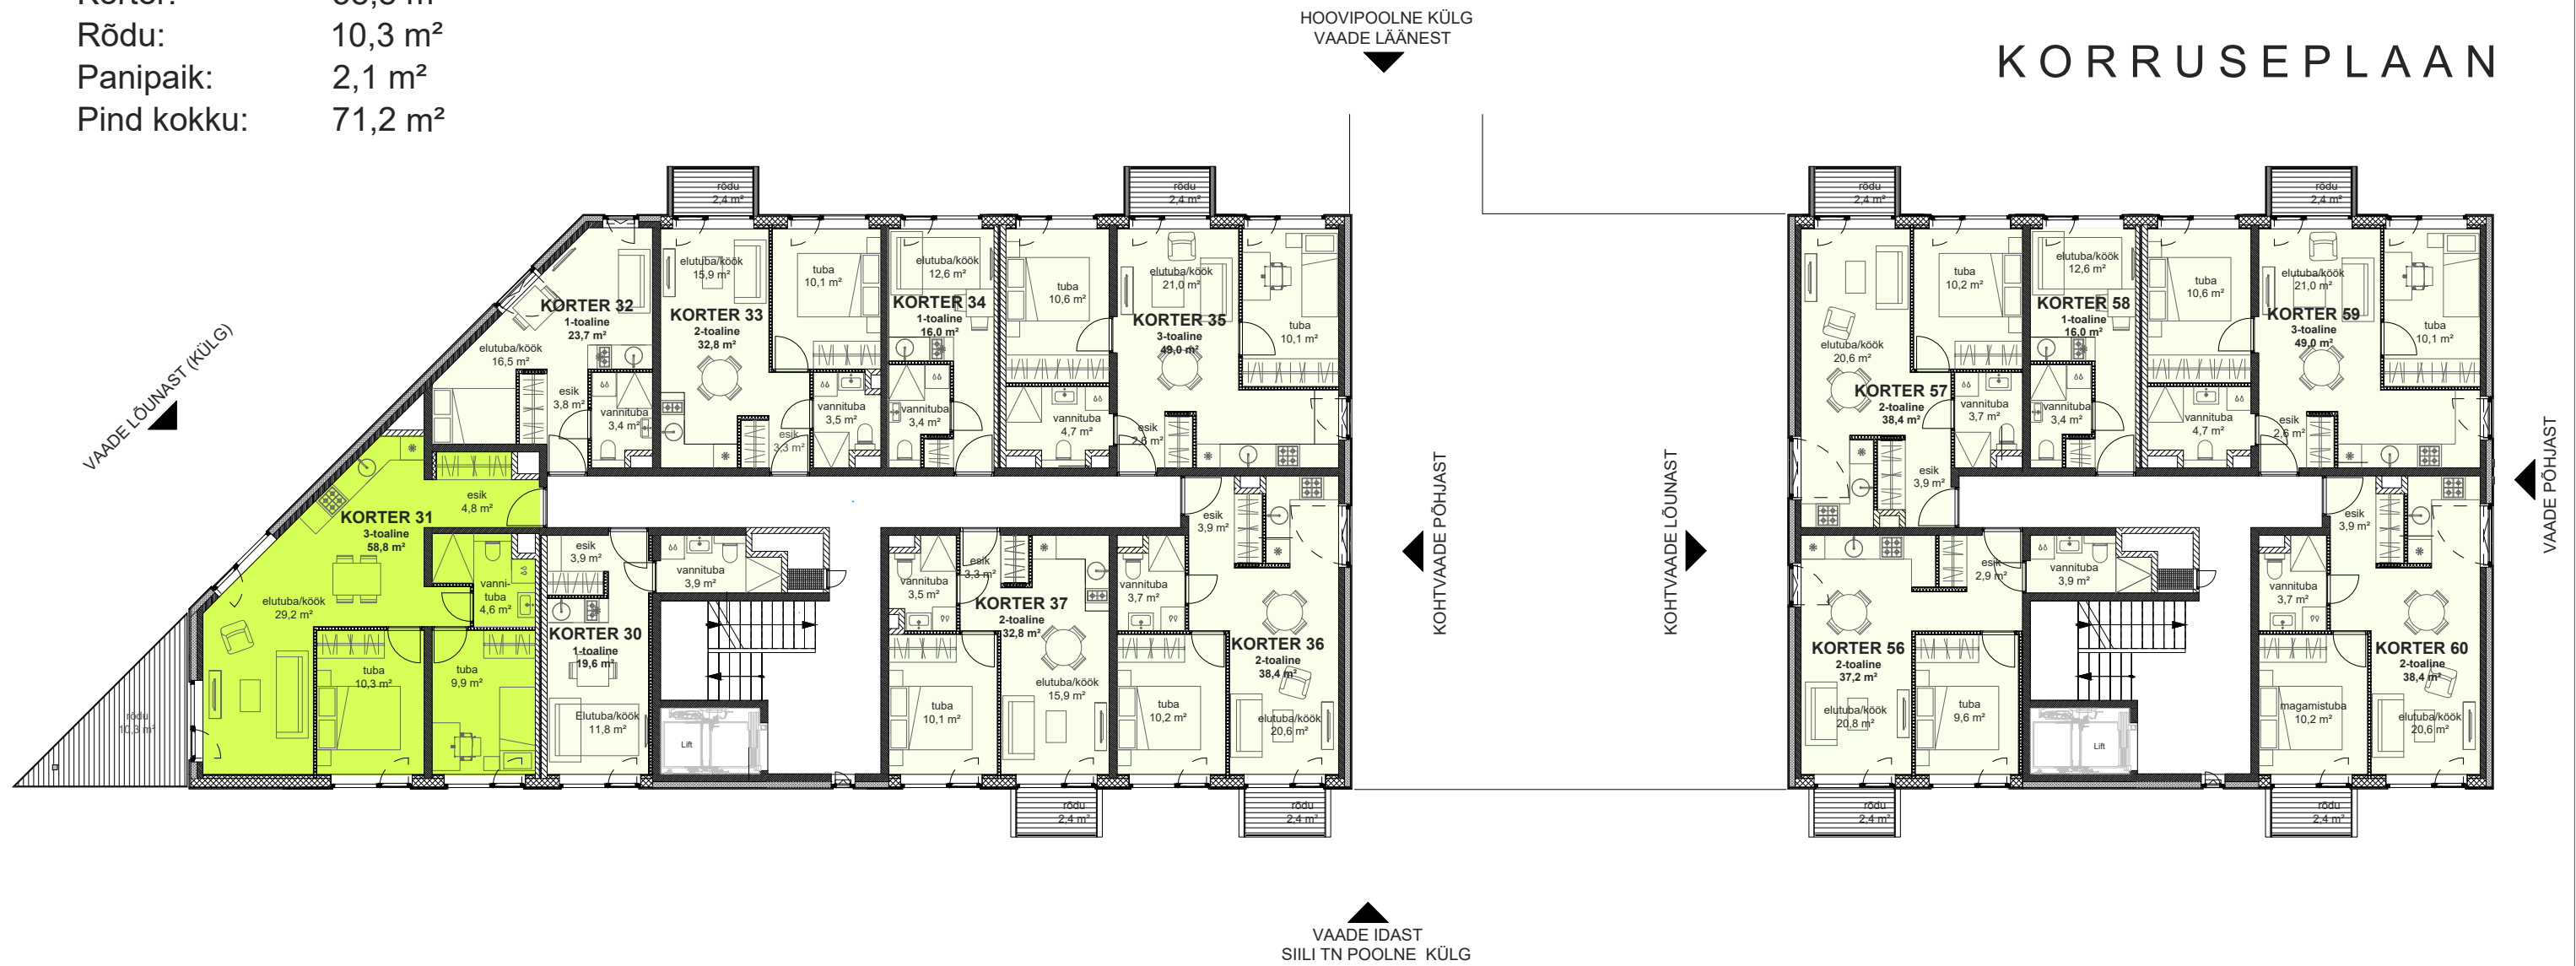 Rõdu: 10,3 m²
Panipaik: 2,1 m²
Pind kokku: 71,2 m²
HOOVIPOOLNE KÜLG
VAADE LÄÄNEST
KORRUSEPLAAN
VAADE LÕUNAST (KÜLG)
rõdu
2,4 m²
rõdu
2,4 m²
KORTER 32
1-toaline
23,7 m²
elutuba/köök
16,5 m²
esik
3,8 m²
vannituba
3,4 m²
elutuba/köök
15,9 m²
KORTER 33
2-toaline
32,8 m²
tuba
10,1 m²
esik
3,3 m²
vannituba
3,5 m²
elutuba/köök
12,6 m²
KORTER 34
1-toaline
16,0 m²
vannituba
3,4 m²
tuba
10,6 m²
elutuba/köök
21,0 m²
KORTER 35
3-toaline
49,0 m²
tuba
10,1 m²
vannituba
4,7 m²
esik
2,6 m²
esik
4,8 m²
KORTER 31
3-toaline
58,8 m²
elutuba/köök
29,2 m²
vanni-
tuba
4,6 m²
tuba
10,3 m²
tuba
9,9 m²
rõdu
10,3 m²
esik
3,9 m²
vannituba
3,9 m²
KORTER 30
1-toaline
19,6 m²
Elutuba/köök
11,8 m²
Lift
vannituba
3,5 m²
esik
3,3 m²
KORTER 37
2-toaline
32,8 m²
elutuba/köök
15,9 m²
tuba
10,1 m²
vannituba
3,7 m²
esik
3,9 m²
KORTER 36
2-toaline
38,4 m²
tuba
10,2 m²
elutuba/köök
20,6 m²
rõdu
2,4 m²
rõdu
2,4 m²
KOHTVAADE PÕHJAST
KOHTVAADE LÕUNAST
rõdu
2,4 m²
rõdu
2,4 m²
elutuba/köök
20,6 m²
KORTER 57
2-toaline
38,4 m²
tuba
10,2 m²
vannituba
3,7 m²
esik
3,9 m²
elutuba/köök
12,6 m²
KORTER 58
1-toaline
16,0 m²
vannituba
3,4 m²
tuba
10,6 m²
elutuba/köök
21,0 m²
KORTER 59
3-toaline
49,0 m²
tuba
10,1 m²
vannituba
4,7 m²
esik
2,6 m²
VAADE PÕHJAST
esik
2,9 m²
vannituba
3,9 m²
KORTER 56
2-toaline
37,2 m²
elutuba/köök
20,8 m²
tuba
9,6 m²
Lift
esik
3,9 m²
vannituba
3,7 m²
KORTER 60
2-toaline
38,4 m²
magamistuba
10,2 m²
elutuba/köök
20,6 m²
rõdu
2,4 m²
rõdu
2,4 m²
VAADE IDAST
SIILI TN POOLNE KÜLG